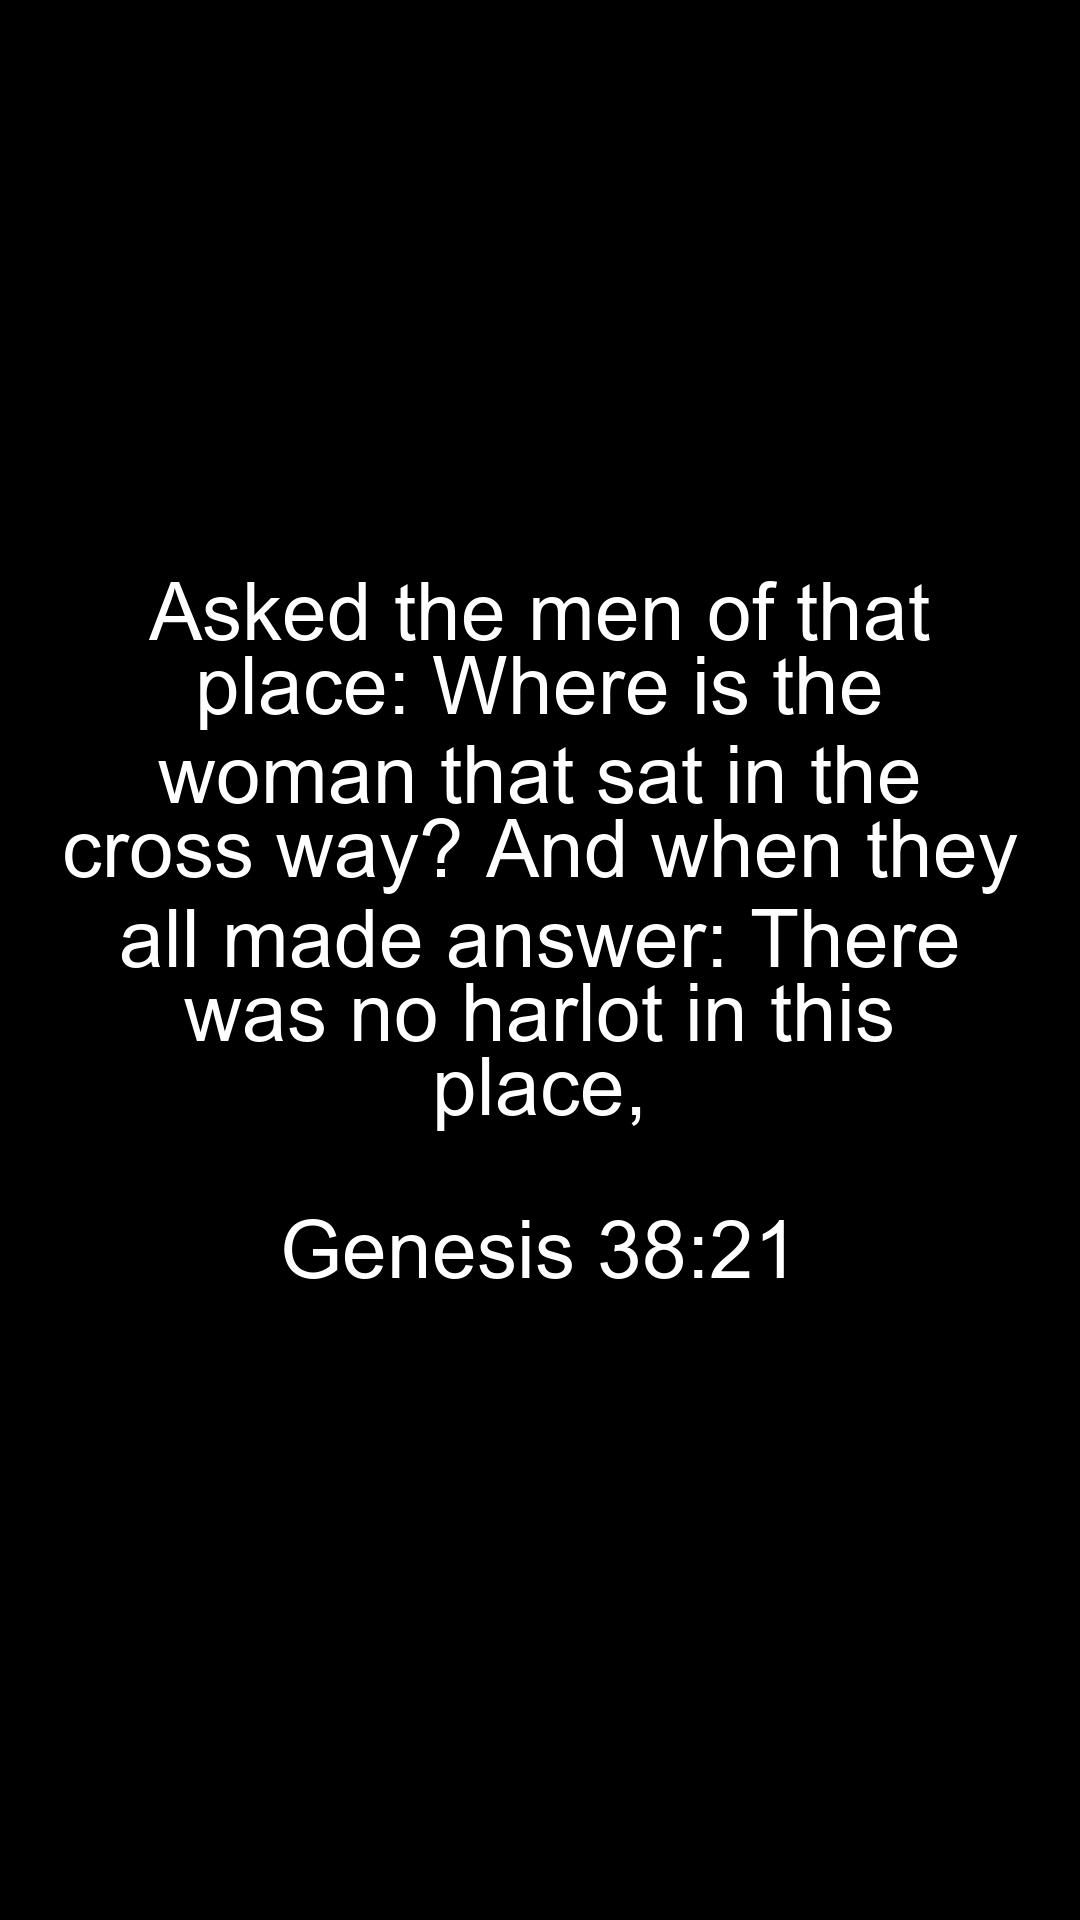 Asked the men of that
place: Where is the
woman that sat in the
cross way? And when they
all made answer: There
was no harlot in this
place,
Genesis 38:21